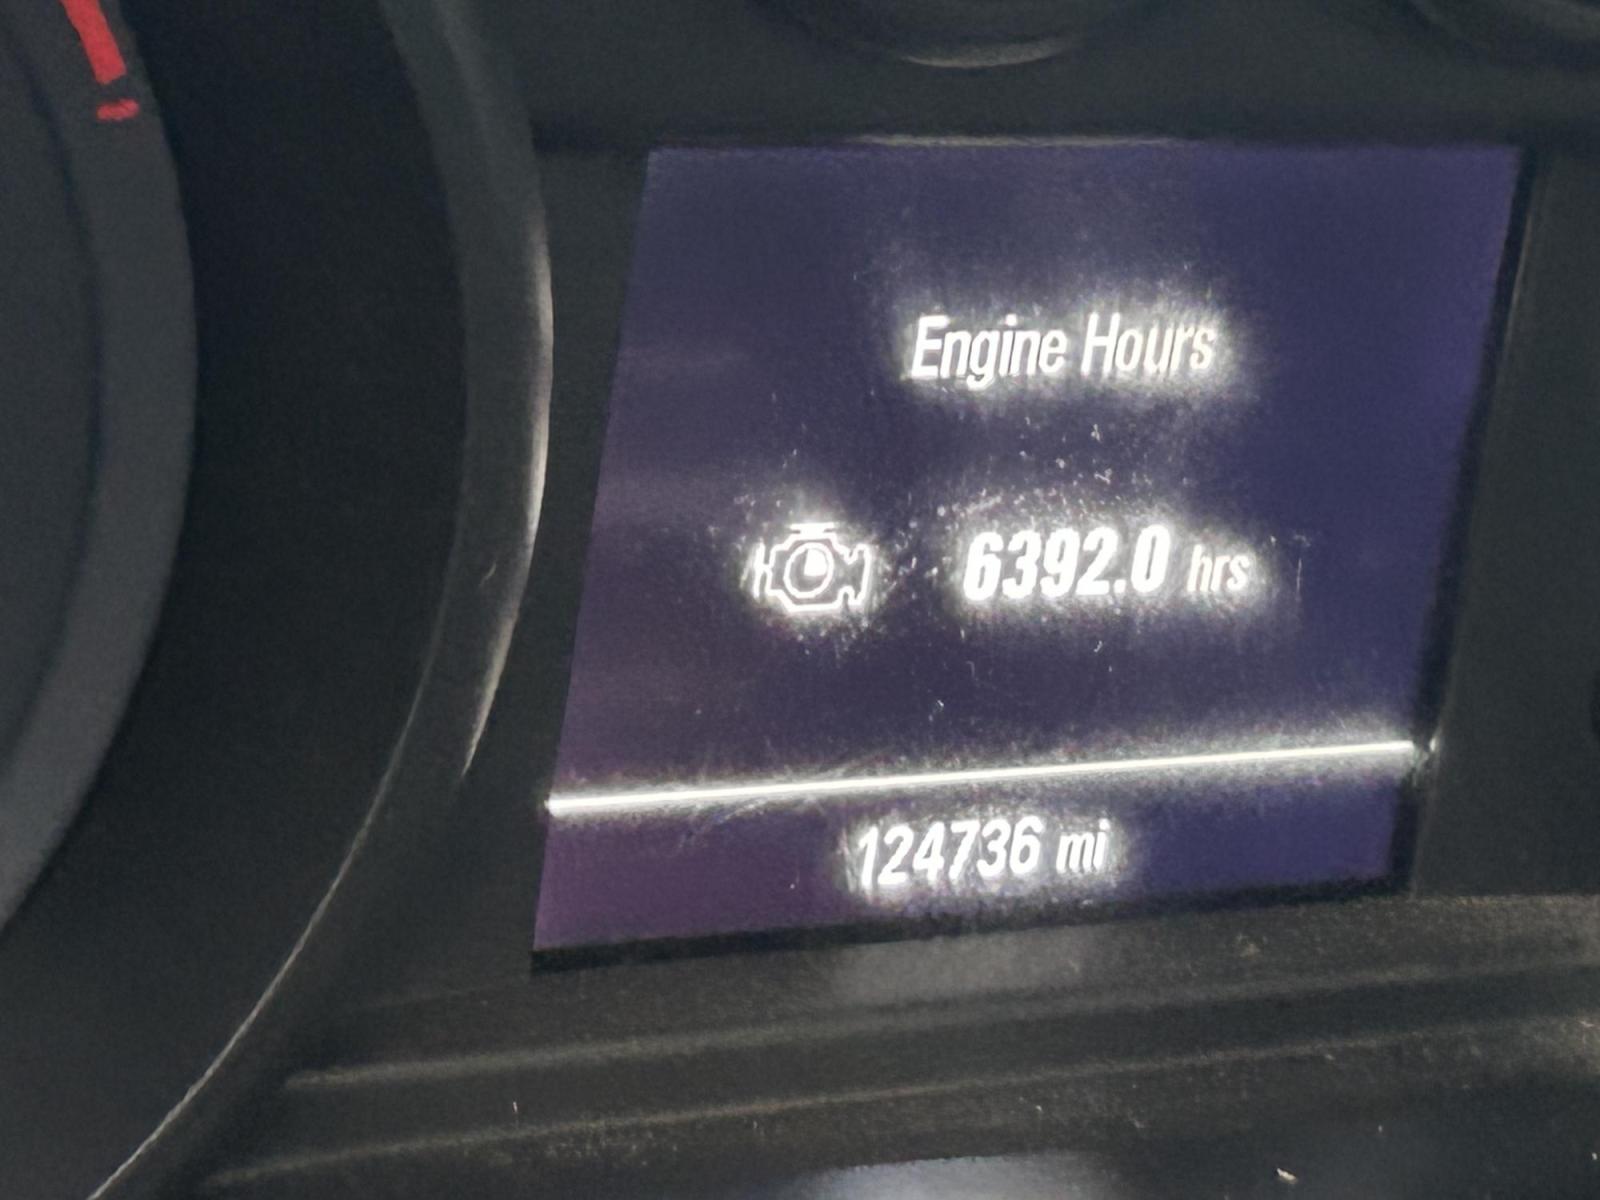 Engine Hours
6392.0 hrs
124736 mi